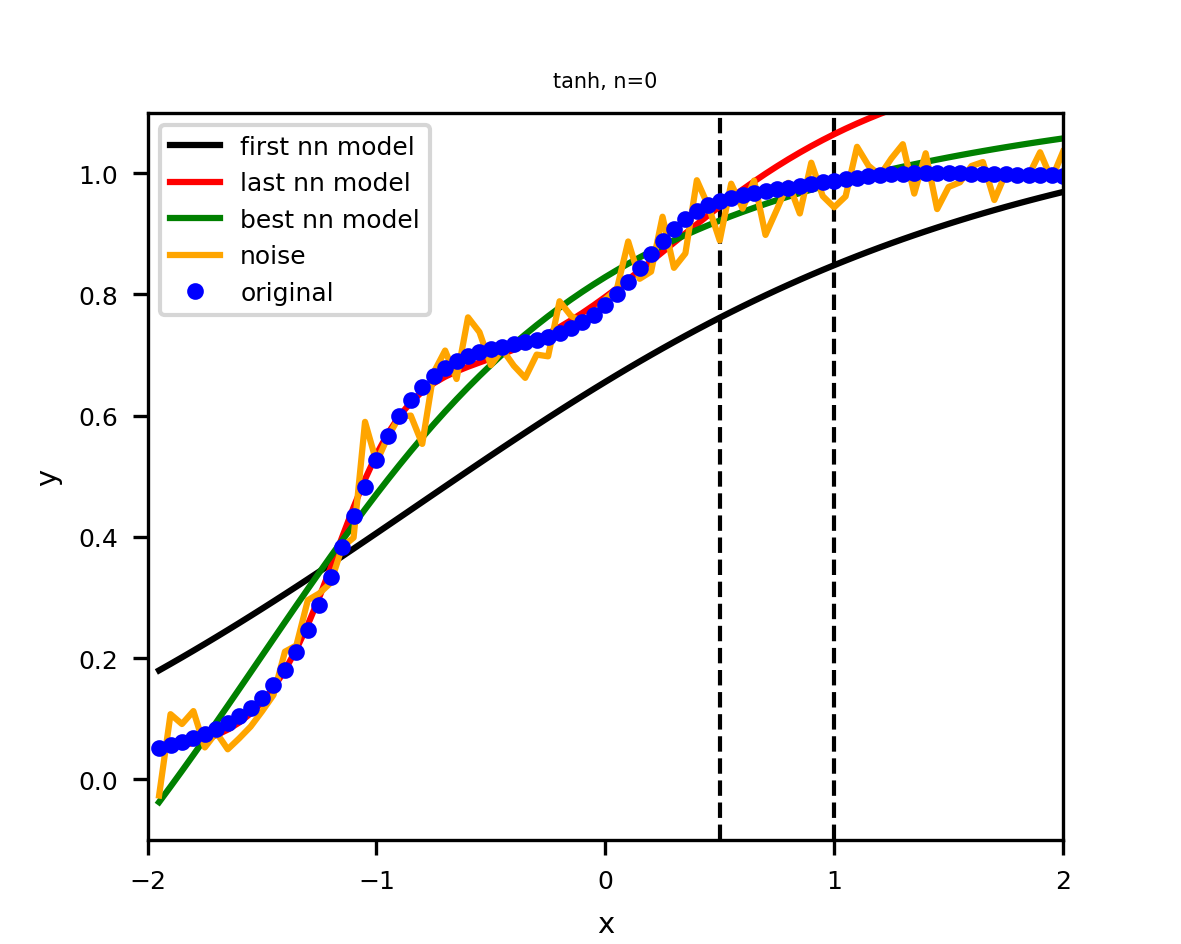 tanh, n=0
first nn model
last nn model
best nn model
noise
original
1.0
0.8
0.6
0.4
0.2
0.0
y
−2
−1
0
1
2
x